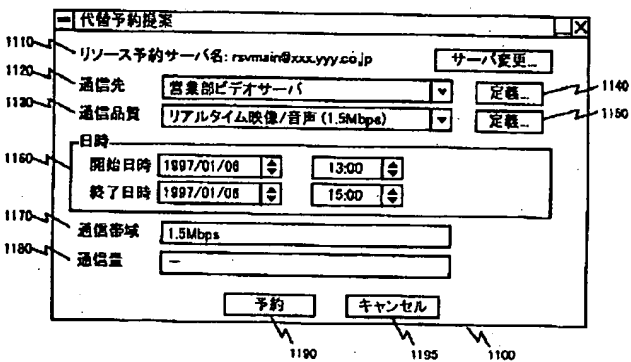 代替予約提案
1110 リソース予約サーバ名: rsvmain@xxx.yyy.co.jp サーバ変更...
1120 通信先 営業部ビデオサーバ 定義... 1140
1130 通信品質 リアルタイム映像/音声 (1.5Mbps) 定義... 1150
日時
1160 開始日時 1997/01/06 13:00
終了日時 1997/01/06 15:00
1170 通信帯域 1.5Mbps
1180 通信量 ―
予約 キャンセル
1190 1195 1100